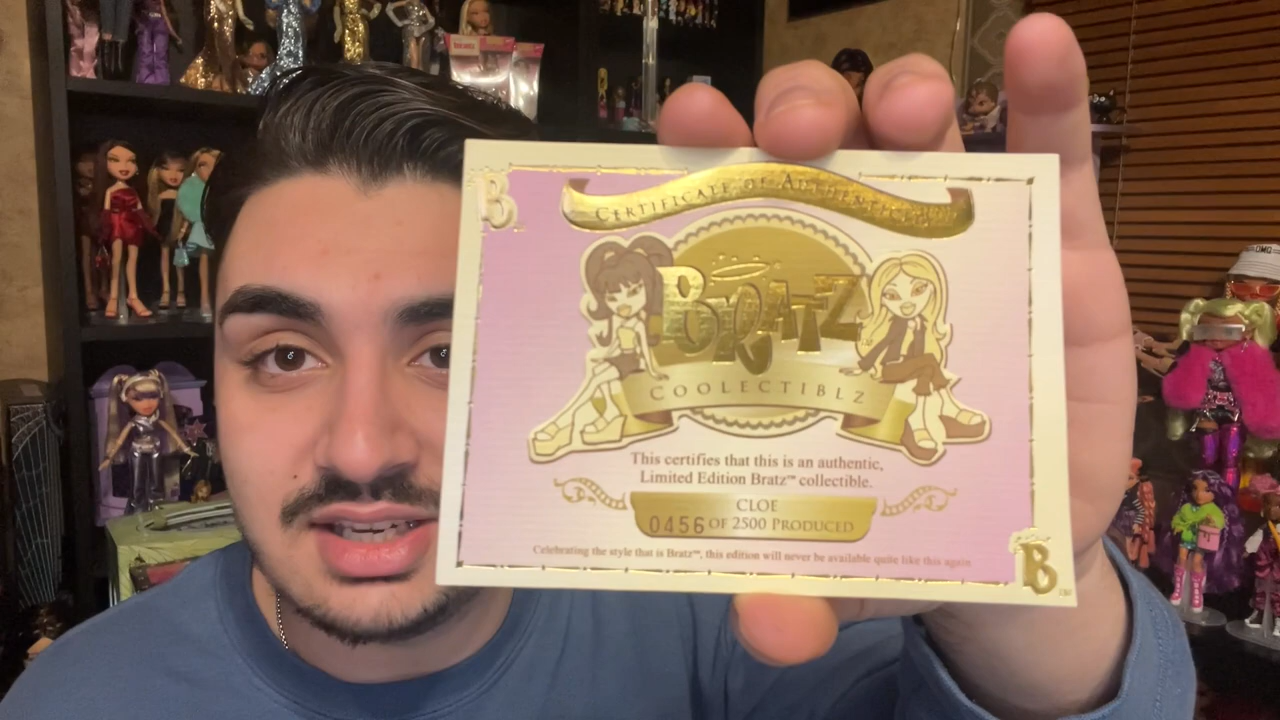 OMG
CERTIFICATE OF AUTHENTICITY
B
BRATZ
COOLECTIBLZ
This certifies that this is an authentic,
Limited Edition Bratz™ collectible.
CLOE
0456 OF 2500 PRODUCED
Celebrating the style that is Bratz™, this edition will never be available quite like this again
B